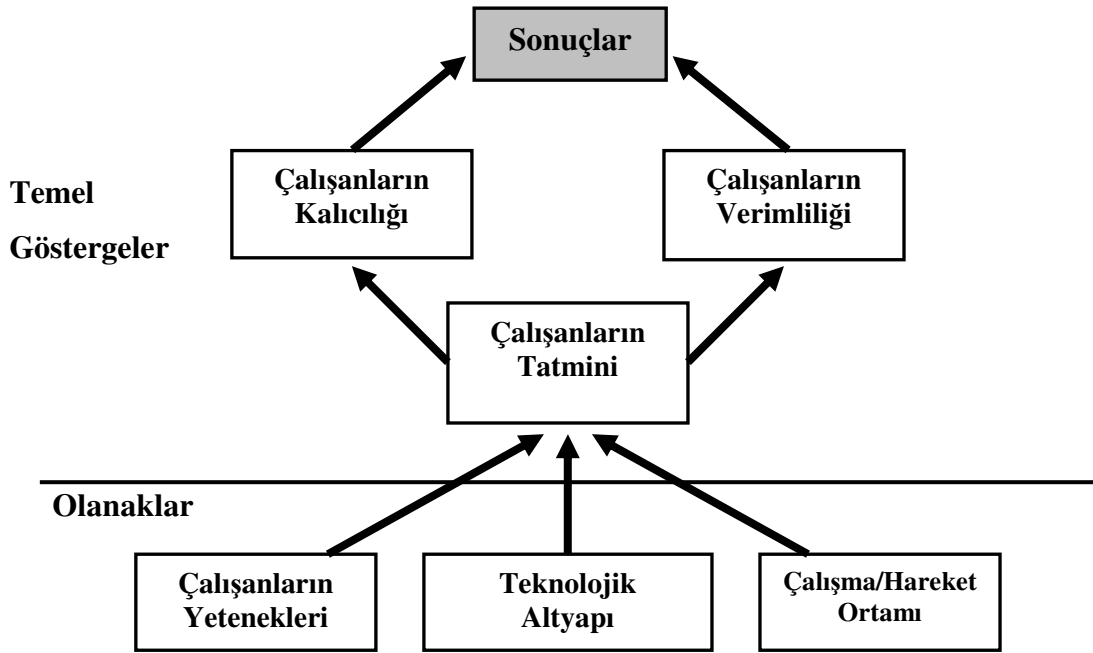 Sonuçlar
Temel
Göstergeler
Çalışanların
Kalıcılığı
Çalışanların
Verimliliği
Çalışanların
Tatmini
Olanaklar
Çalışanların
Yetenekleri
Teknolojik
Altyapı
Çalışma/Hareket
Ortamı